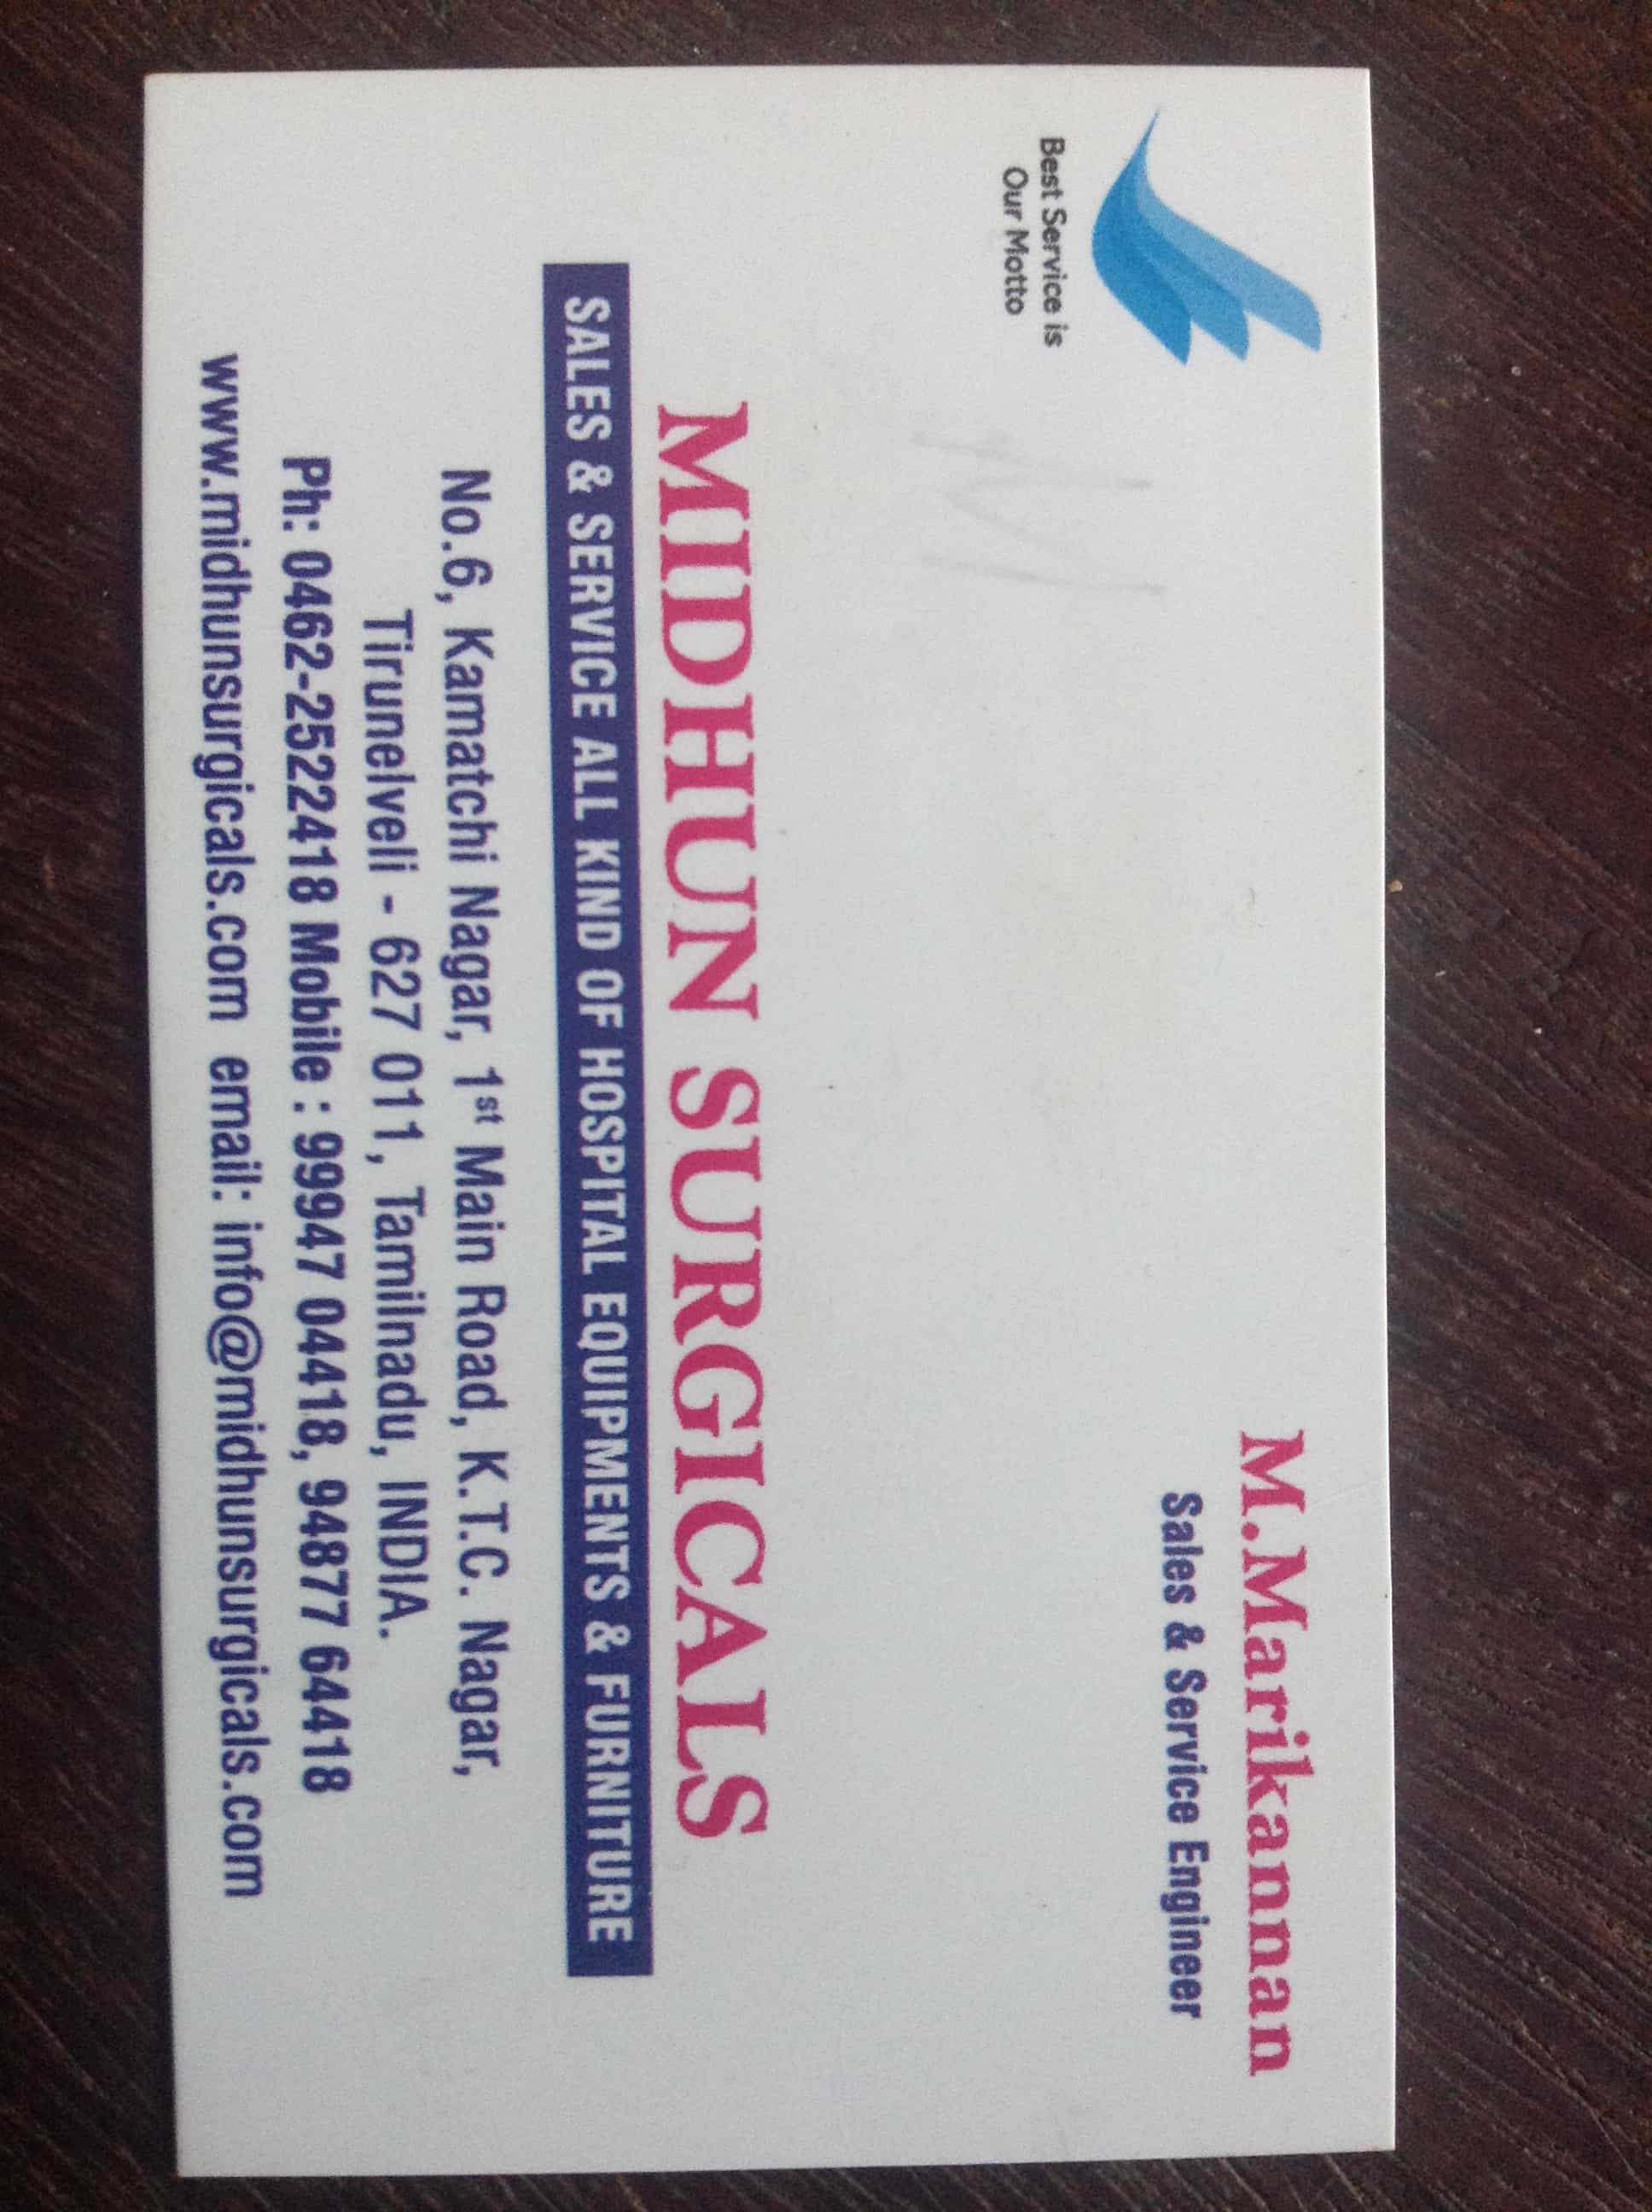 M.Marikannan
Sales & Service Engineer
Best Service is
Our Motto
MIDHUN SURGICALS
SALES & SERVICE ALL KIND OF HOSPITAL EQUIPMENTS & FURNITURE
No.6, Kamatchi Nagar, 1st Main Road, K.T.C. Nagar,
Tirunelveli - 627 011, Tamilnadu, INDIA.
Ph: 0462-2522418 Mobile : 99947 04418, 94877 64418
www.midhunsurgicals.com email: info@midhunsurgicals.com